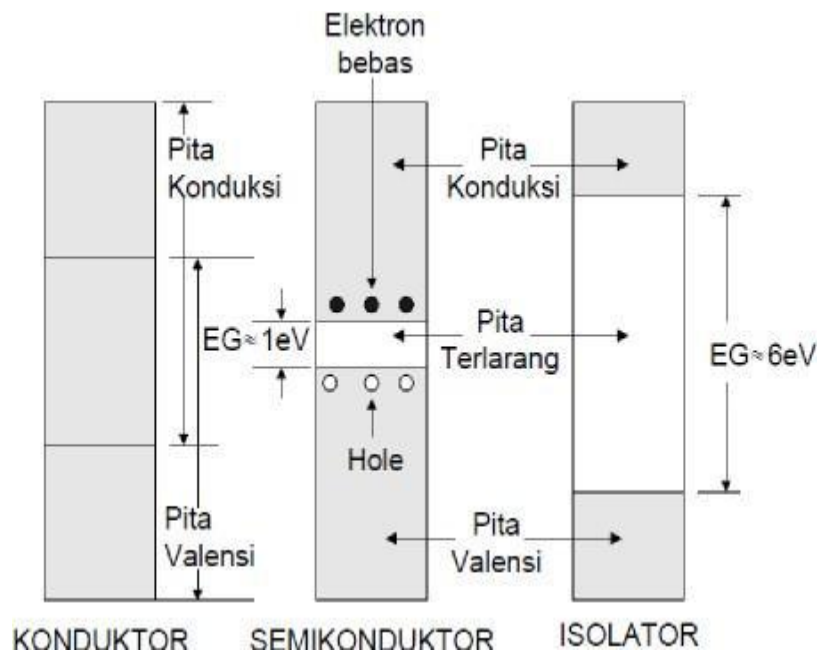 Elektron
bebas
Pita
Konduksi
Pita
Konduksi
EG≈1eV
Pita
Terlarang
EG≈6eV
Hole
Pita
Valensi
Pita
Valensi
KONDUKTOR
SEMIKONDUKTOR
ISOLATOR